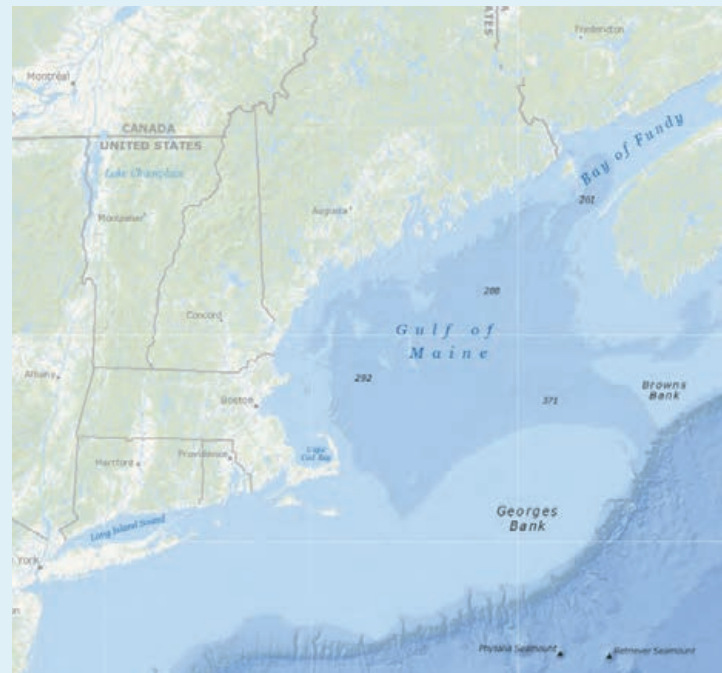 STATES
Fredericton
Montréal
CANADA
UNITED STATES
Bay of Fundy
Lake Champlain
261
Montpelier
Augusta
288
Concord
Gulf of
Maine
292
Albany
371
Browns
Bank
Boston
Cape
Cod Bay
Hartford
Providence
Georges
Bank
Long Island Sound
York
Physalia Seamount
Retriever Seamount